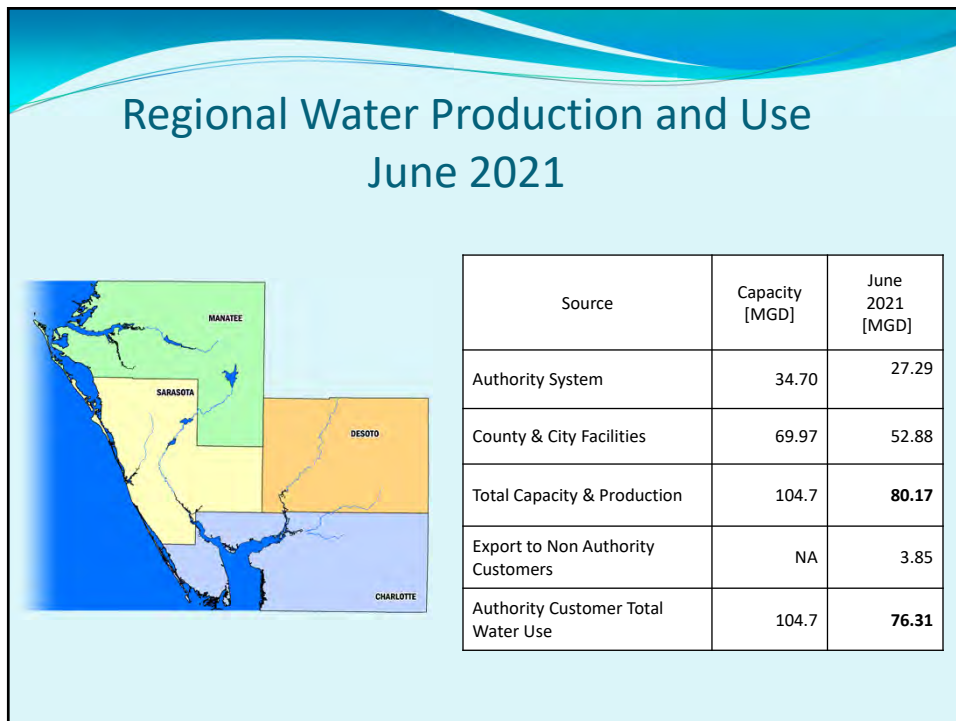 Regional Water Production and Use
June 2021
MANATEE
SARASOTA
DESOTO
CHARLOTTE
Source
Capacity
[MGD]
June
2021
[MGD]
Authority System
34.70
27.29
County & City Facilities
69.97
52.88
Total Capacity & Production
104.7
80.17
Export to Non Authority
Customers
NA
3.85
Authority Customer Total
Water Use
104.7
76.31